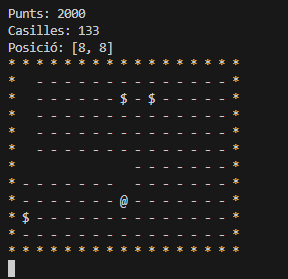 Punts: 2000
Casilles: 133
Posició: [8, 8]
* * * * * * * * * * * * * * * * *
*   - - - - - - - - - - - - - - *
*   - - - - - - $ - $ - - - - - *
*   - - - - - - - - - - - - - - *
*   - - - - - - - - - - - - - - *
*   - - - - - - - - - - - - - - *
*                 - - - - - - - *
* - - - - - - -   - - - - - - - *
* - - - - - - - @ - - - - - - - *
* $ - - - - - - - - - - - - - - *
* - - - - - - - - - - - - - - - *
* * * * * * * * * * * * * * * * *